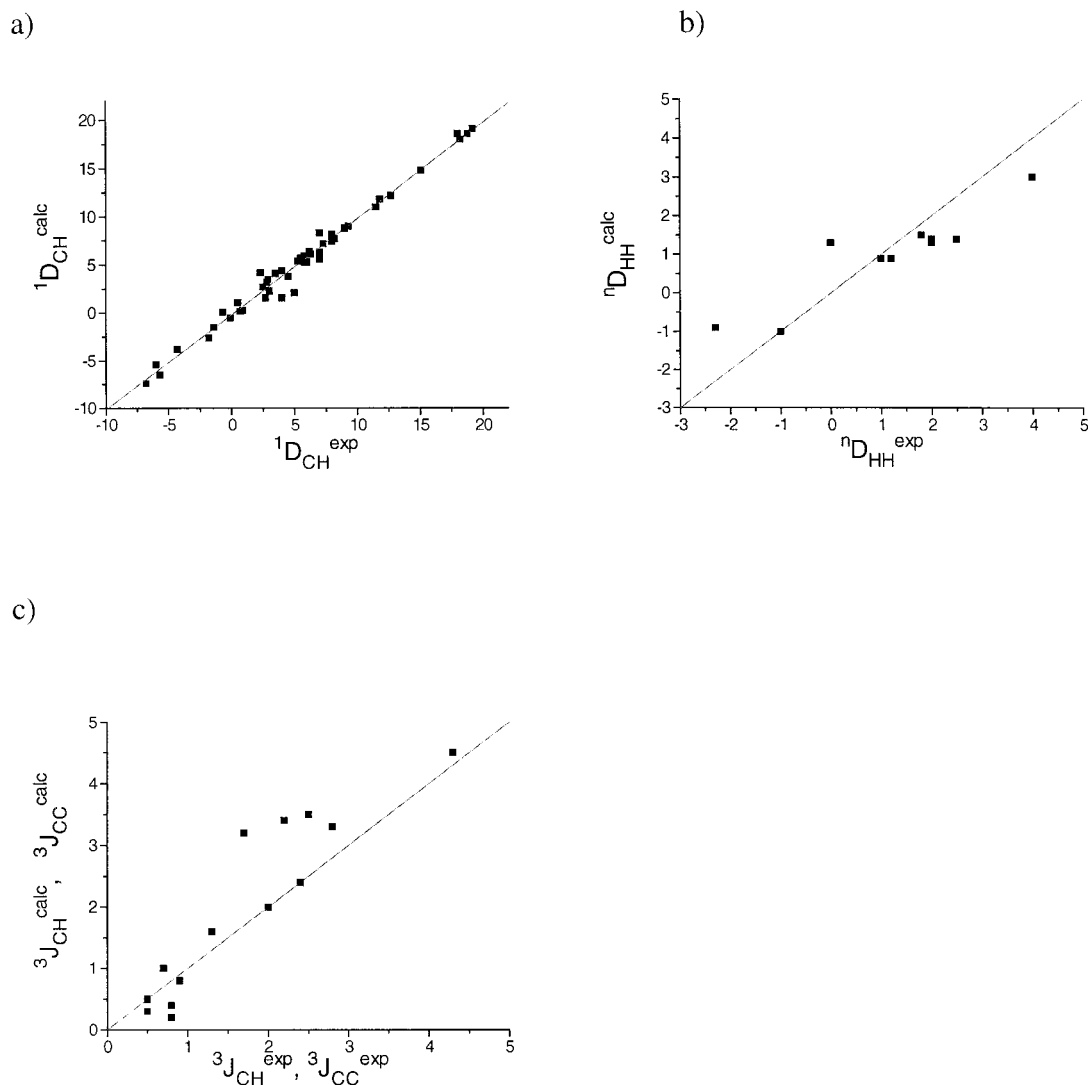 a)
20
15
10
5
0
-5
-10
-10 -5 0 5 10 15 20
¹D_CH^calc
¹D_CH^exp
b)
5
4
3
2
1
0
-1
-2
-3
-3 -2 -1 0 1 2 3 4 5
ⁿD_HH^calc
ⁿD_HH^exp
c)
5
4
3
2
1
0
0 1 2 3 4 5
³J_CH^calc, ³J_CC^calc
³J_CH^exp, ³J_CC^exp